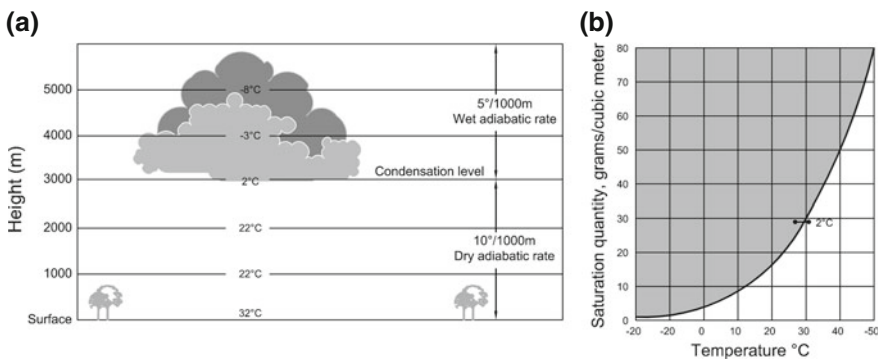 (a)
5000
4000
3000
2000
1000
Surface
Height (m)
-8°C
-3°C
2°C
22°C
22°C
32°C
5°/1000m
Wet adiabatic rate
Condensation level
10°/1000m
Dry adiabatic rate
(b)
Saturation quantity, grams/cubic meter
80
70
60
50
40
30
20
10
0
2°C
-20 -10 0 10 20 30 40 -50
Temperature °C